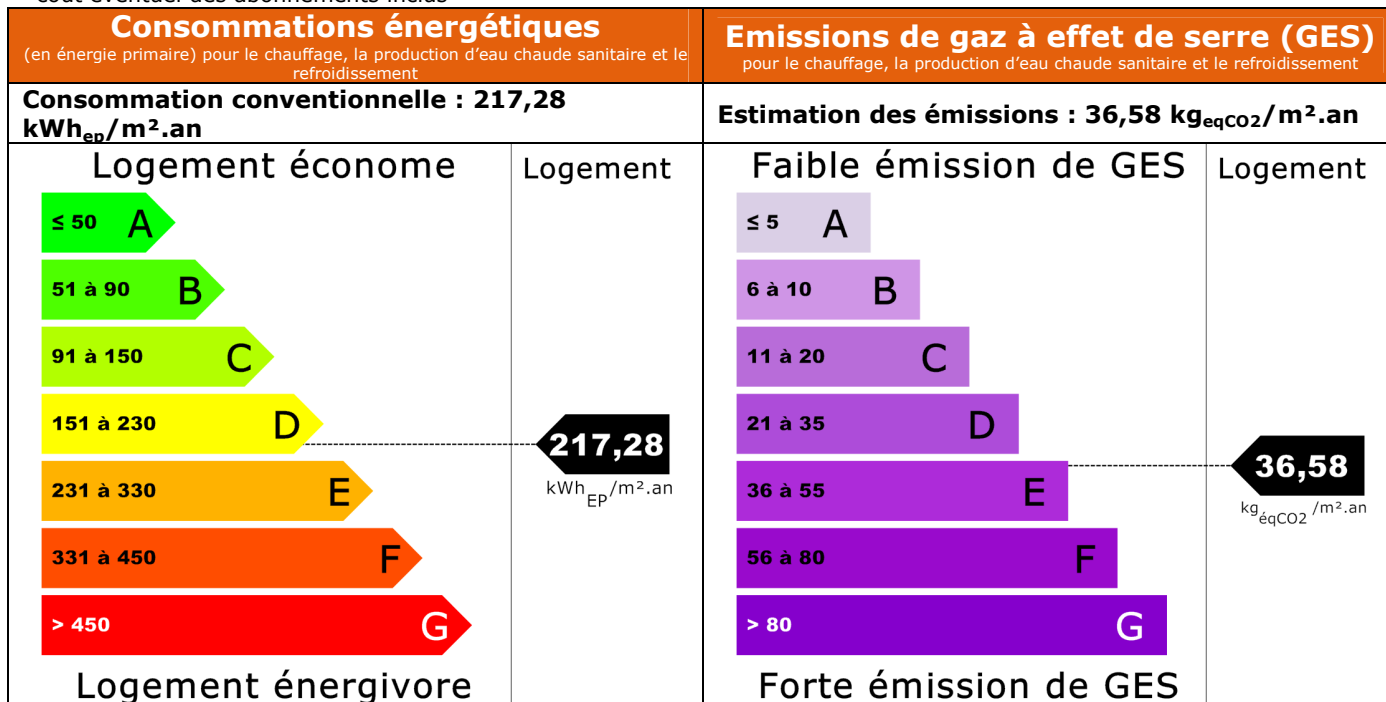 coût éventuel des abonnements inclus
Consommations énergétiques
(en énergie primaire) pour le chauffage, la production d'eau chaude sanitaire et le
refroidissement
Consommation conventionnelle : 217,28
kWhep/m².an
Logement économe
Logement
≤ 50 A
51 à 90 B
91 à 150 C
151 à 230 D
231 à 330 E
331 à 450 F
> 450 G
217,28
kWhEP/m².an
Logement énergivore
Emissions de gaz à effet de serre (GES)
pour le chauffage, la production d'eau chaude sanitaire et le refroidissement
Estimation des émissions : 36,58 kgeqCO2/m².an
Faible émission de GES
Logement
≤ 5 A
6 à 10 B
11 à 20 C
21 à 35 D
36 à 55 E
56 à 80 F
> 80 G
36,58
kgéqCO2/m².an
Forte émission de GES